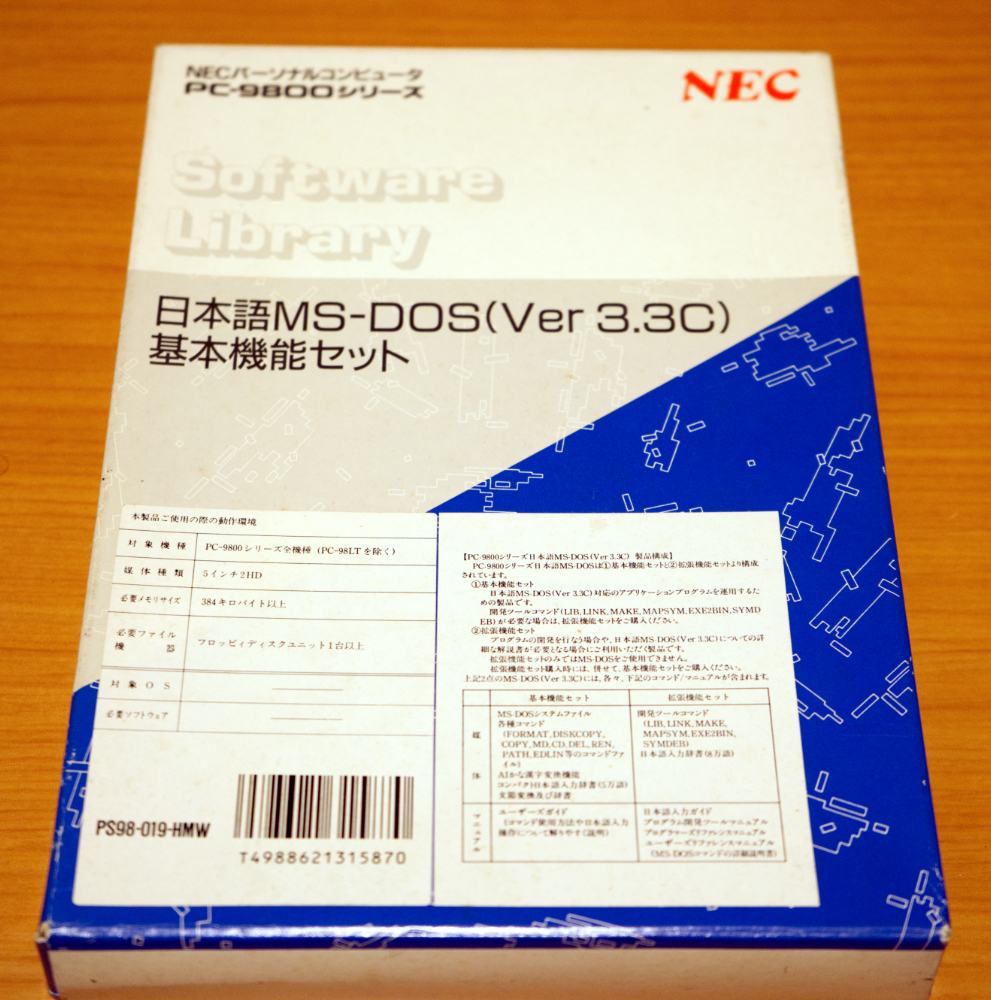 NECパーソナルコンピュータ
PC-9800シリーズ
NEC
Software
Library
日本語MS-DOS(Ver 3.3C)
基本機能セット
本製品ご使用の際の動作環境
対象機種 PC-9800シリーズ全機種(PC-98LTを除く)
媒体種類 5インチ2HD
必要メモリサイズ 384キロバイト以上
必要ファイル機器 フロッピィディスクユニット1台以上
対象OS
必要ソフトウェア
PS98-019-HMW
T4988621315870
【PC-9800シリーズ日本語MS-DOS(Ver 3.3C) 製品構成】
PC-9800シリーズ日本語MS-DOSは①基本機能セットと②拡張機能セットより構成
されています。
①基本機能セット
日本語MS-DOS(Ver 3.3C)対応のアプリケーションプログラムを運用するた
めの製品です。
開発ツールコマンド(LIB,LINK,MAKE,MAPSYM,EXE2BIN,SYMD
EB)が必要な場合は、拡張機能セットをご購入ください。
②拡張機能セット
プログラムの開発を行なう場合や、日本語MS-DOS(Ver 3.3C)についての詳
細な解説書が必要となる場合にご利用いただく製品です。
拡張機能セットのみではMS-DOSをご使用できません。
拡張機能セット購入時には、併せて、基本機能セットをご購入ください。
上記2点のMS-DOS(Ver 3.3C)には、各々、下記のコマンド/マニュアルが含まれます。
基本機能セット 拡張機能セット
媒体
MS-DOSシステムファイル
各種コマンド
(FORMAT,DISKCOPY,
COPY,MD,CD,DEL,REN,
PATH,EDLIN等のコマンドファ
イル)
AIかな漢字変換機能
コンパクト日本語入力辞書(5万語)
文節変換及び辞書
開発ツールコマンド
(LIB,LINK,MAKE,
MAPSYM,EXE2BIN,
SYMDEB)
日本語入力辞書(8万語)
マニュアル
ユーザーズガイド
(コマンド使用方法や日本語入力
操作について解りやすく説明)
日本語入力ガイド
プログラム開発ツールマニュアル
プログラマーズリファレンスマニュアル
ユーザーズリファレンスマニュアル
(MS-DOSコマンドの詳細説明書)